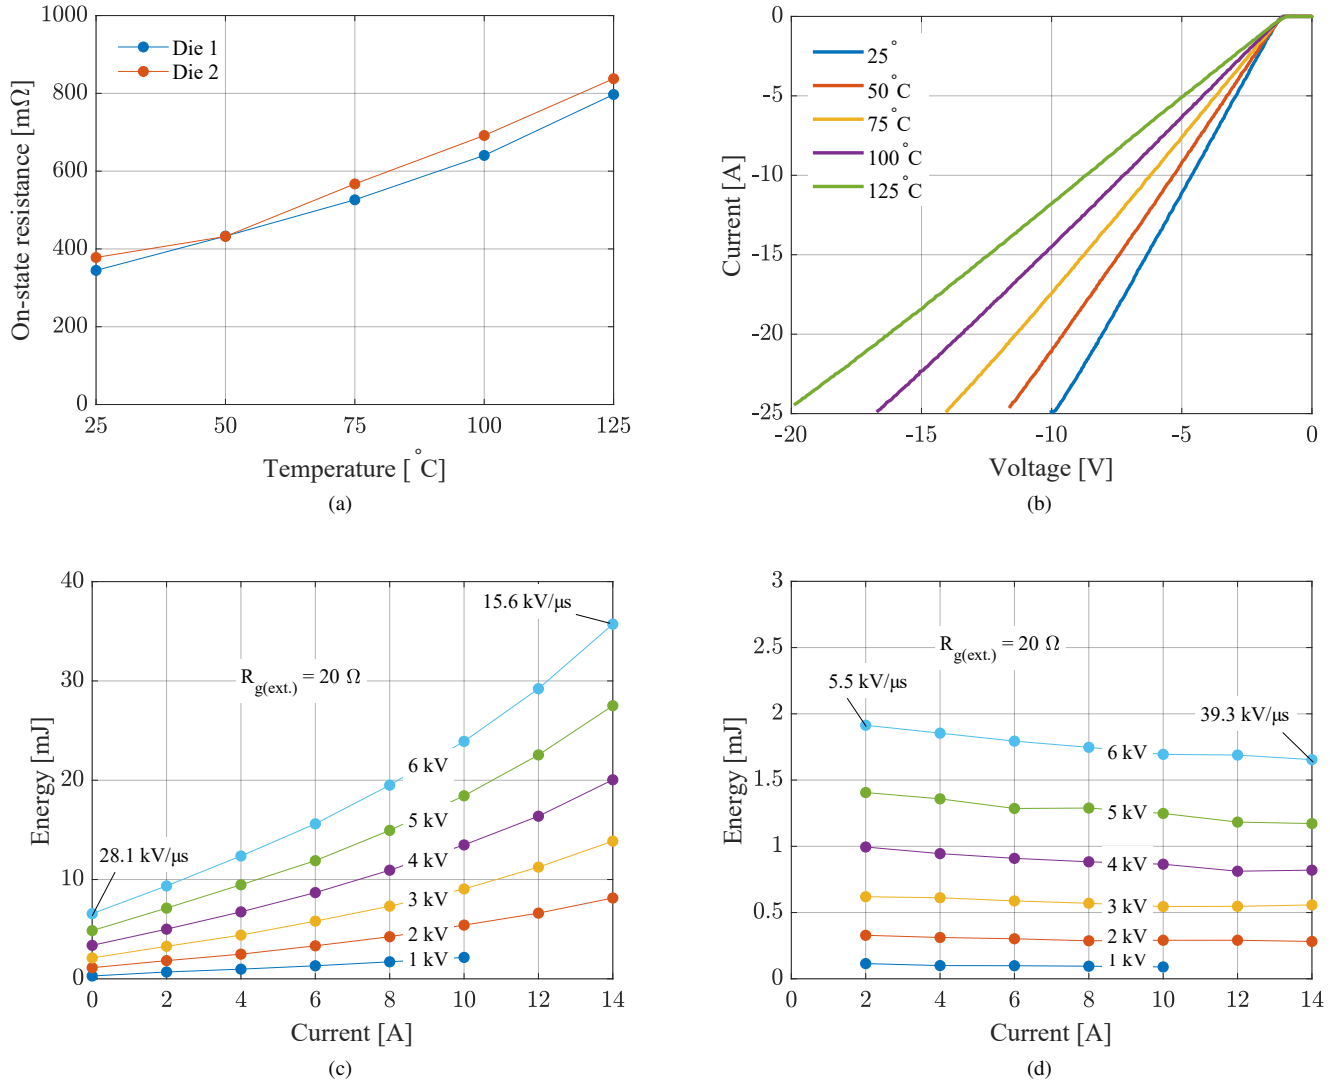 1000
800
600
400
200
0
25
50
75
100
125
On-state resistance [mΩ]
Temperature [ °C]
Die 1
Die 2
(a)
0
-5
-10
-15
-20
-25
-20
-15
-10
-5
0
Current [A]
Voltage [V]
25°
50°C
75°C
100°C
125°C
(b)
40
30
20
10
0
0
2
4
6
8
10
12
14
Energy [mJ]
Current [A]
15.6 kV/μs
R_g(ext.) = 20 Ω
28.1 kV/μs
6 kV
5 kV
4 kV
3 kV
2 kV
1 kV
(c)
3
2.5
2
1.5
1
0.5
0
0
2
4
6
8
10
12
14
Energy [mJ]
Current [A]
R_g(ext.) = 20 Ω
5.5 kV/μs
39.3 kV/μs
6 kV
5 kV
4 kV
3 kV
2 kV
1 kV
(d)